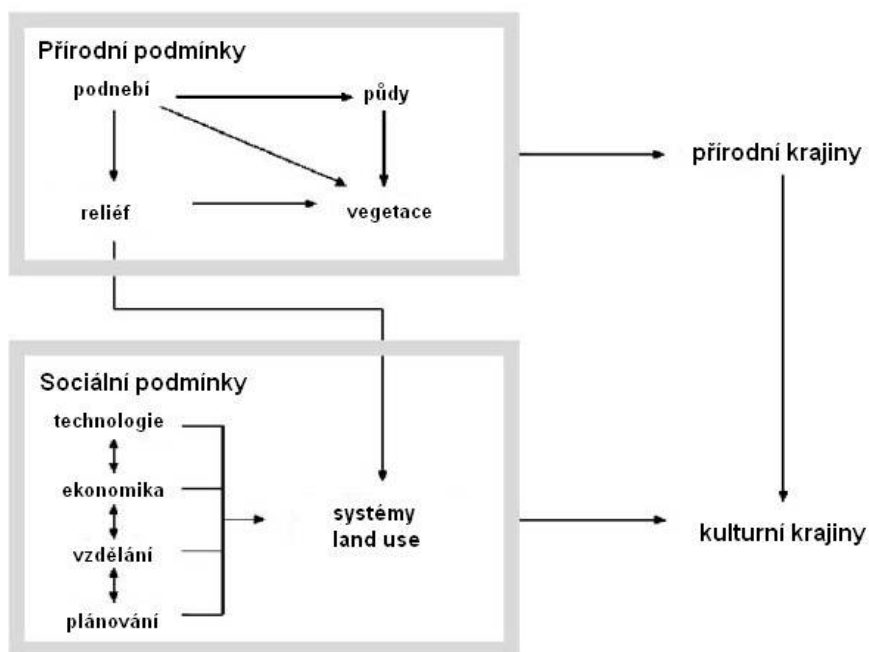 Přírodní podmínky
podnebí
půdy
přírodní krajiny
reliéf
vegetace
Sociální podmínky
technologie
ekonomika
systémy
land use
kulturní krajiny
vzdělání
plánování